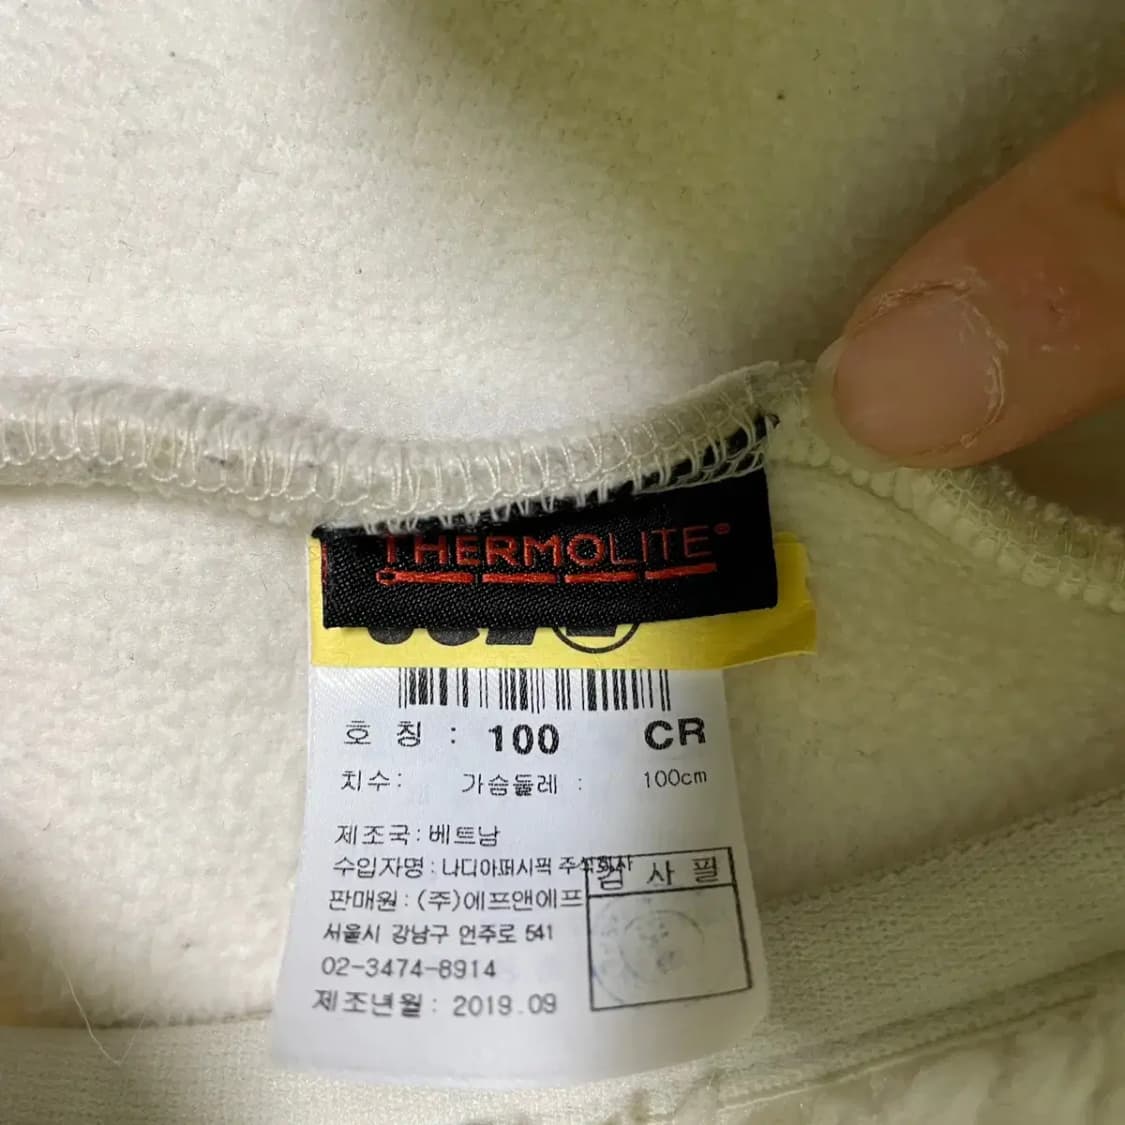 THERMOLITE®
호 칭 : 100 CR
치수: 가슴둘레 : 100cm
제조국 : 베트남
수입자명 : 나디아퍼시픽 주식회사
검 사 필
판매원 : (주)에프앤에프
서울시 강남구 언주로 541
02-3474-8914
제조년월 : 2019.09